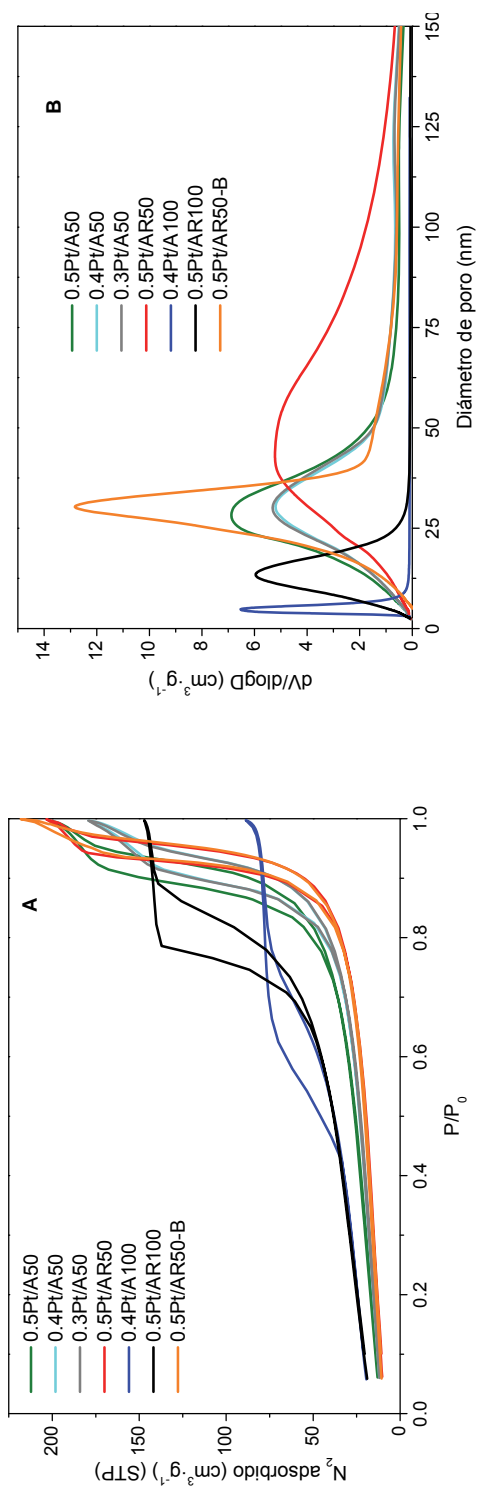 A
0.5Pt/A50
0.4Pt/A50
0.3Pt/A50
0.5Pt/AR50
0.4Pt/A100
0.5Pt/AR100
0.5Pt/AR50-B
N₂ adsorbido (cm³·g⁻¹) (STP)
200
150
100
50
0
0.0 0.2 0.4 0.6 0.8 1.0
P/P₀
B
0.5Pt/A50
0.4Pt/A50
0.3Pt/A50
0.5Pt/AR50
0.4Pt/A100
0.5Pt/AR100
0.5Pt/AR50-B
dV/dlogD (cm³·g⁻¹)
14
12
10
8
6
4
2
0
0 25 50 75 100 125 150
Diámetro de poro (nm)